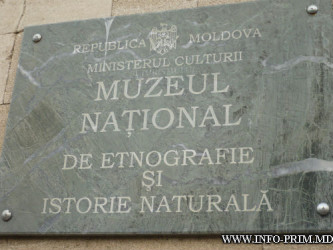 REPUBLICA MOLDOVA
MINISTERUL CULTURII
MUZEUL
NAȚIONAL
DE ETNOGRAFIE
ȘI
ISTORIE NATURALĂ
WWW.INFO-PRIM.MD